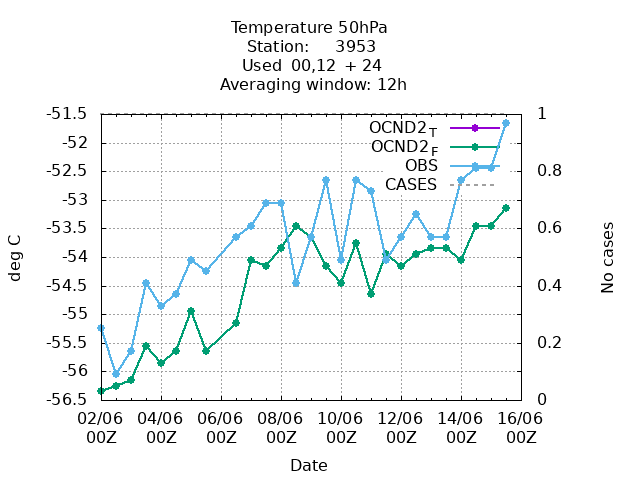 Temperature 50hPa
Station: 3953
Used 00,12 + 24
Averaging window: 12h
-51.5
-52
-52.5
-53
-53.5
-54
-54.5
-55
-55.5
-56
-56.5
deg C
1
0.8
0.6
0.4
0.2
0
No cases
OCND2_T
OCND2_F
OBS
CASES
02/06 04/06 06/06 08/06 10/06 12/06 14/06 16/06
00Z 00Z 00Z 00Z 00Z 00Z 00Z 00Z
Date